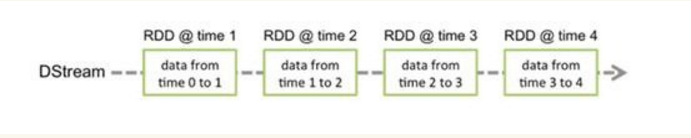 RDD @ time 1 RDD @ time 2 RDD @ time 3 RDD @ time 4
DStream
data from data from data from data from
time 0 to 1 time 1 to 2 time 2 to 3 time 3 to 4